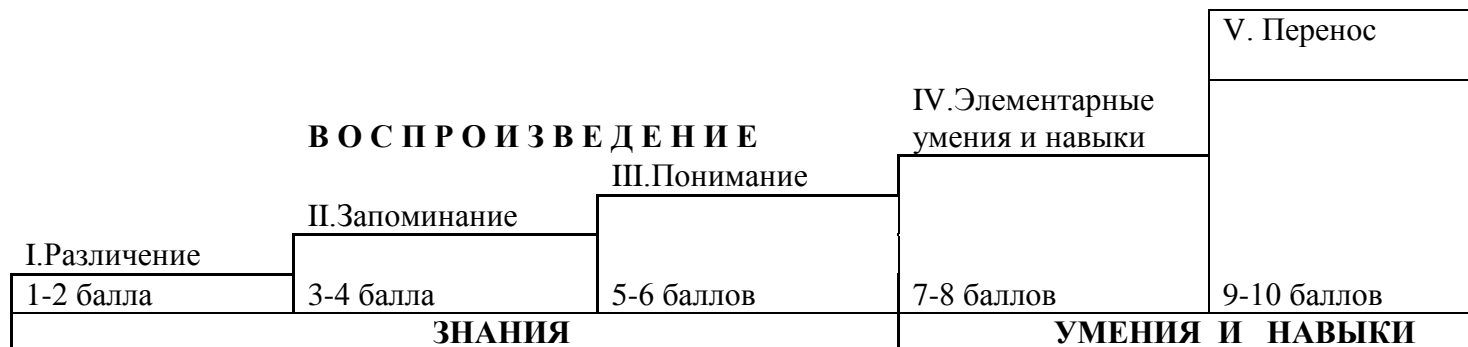 V. Перенос
IV.Элементарные
умения и навыки
В О С П Р О И З В Е Д Е Н И Е
III.Понимание
II.Запоминание
I.Различение
1-2 балла
3-4 балла
5-6 баллов
7-8 баллов
9-10 баллов
ЗНАНИЯ
УМЕНИЯ И НАВЫКИ